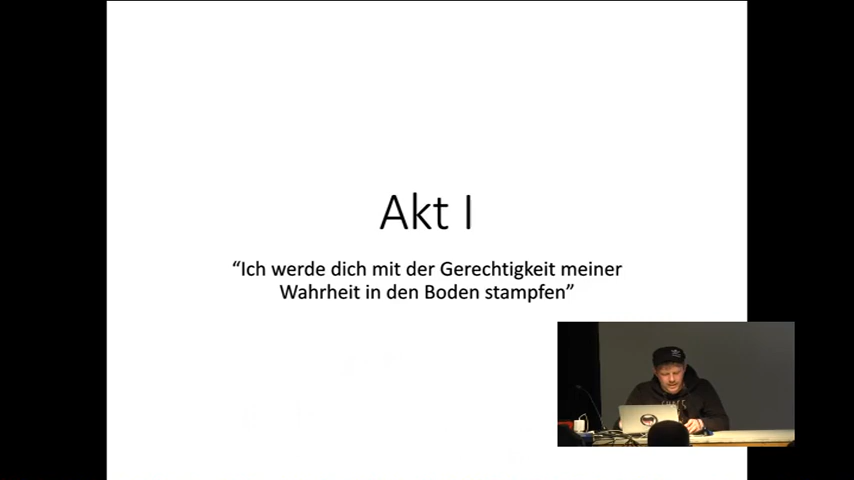 Akt I
“Ich werde dich mit der Gerechtigkeit meiner
Wahrheit in den Boden stampfen”